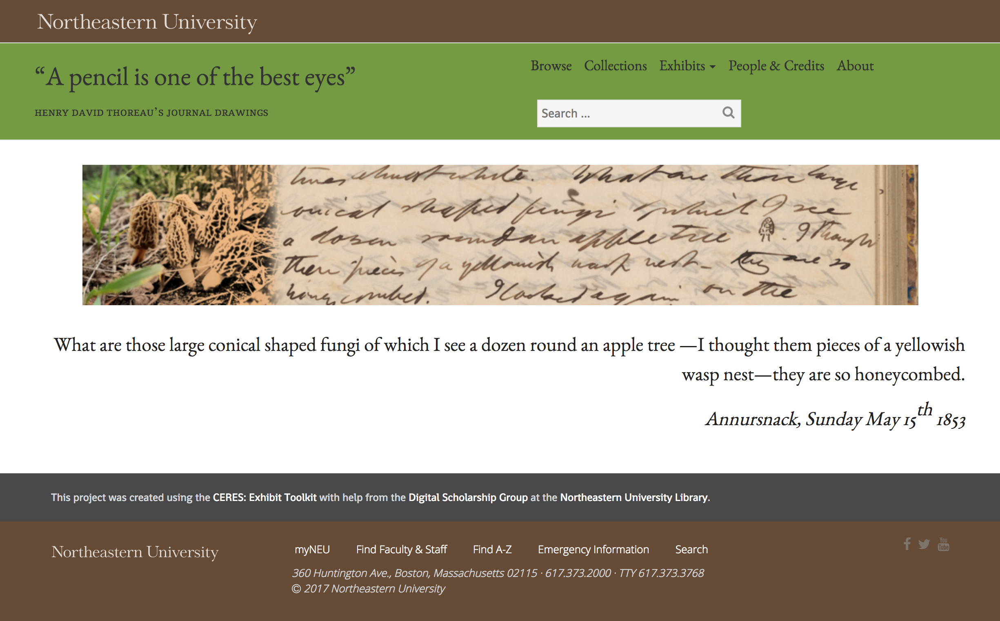 Northeastern University
“A pencil is one of the best eyes”
HENRY DAVID THOREAU’S JOURNAL DRAWINGS
Browse Collections Exhibits People & Credits About
Search ...
times almost white. What are those large
conical shaped fungi of which I see
a dozen round an apple tree . I thought
them pieces of a yellowish wasp nest— they are so
honeycombed. I looked again on the
What are those large conical shaped fungi of which I see a dozen round an apple tree —I thought them pieces of a yellowish
wasp nest—they are so honeycombed.
Annursnack, Sunday May 15th 1853
This project was created using the CERES: Exhibit Toolkit with help from the Digital Scholarship Group at the Northeastern University Library.
Northeastern University
myNEU Find Faculty & Staff Find A-Z Emergency Information Search
You
Tube
360 Huntington Ave., Boston, Massachusetts 02115 · 617.373.2000 · TTY 617.373.3768
© 2017 Northeastern University